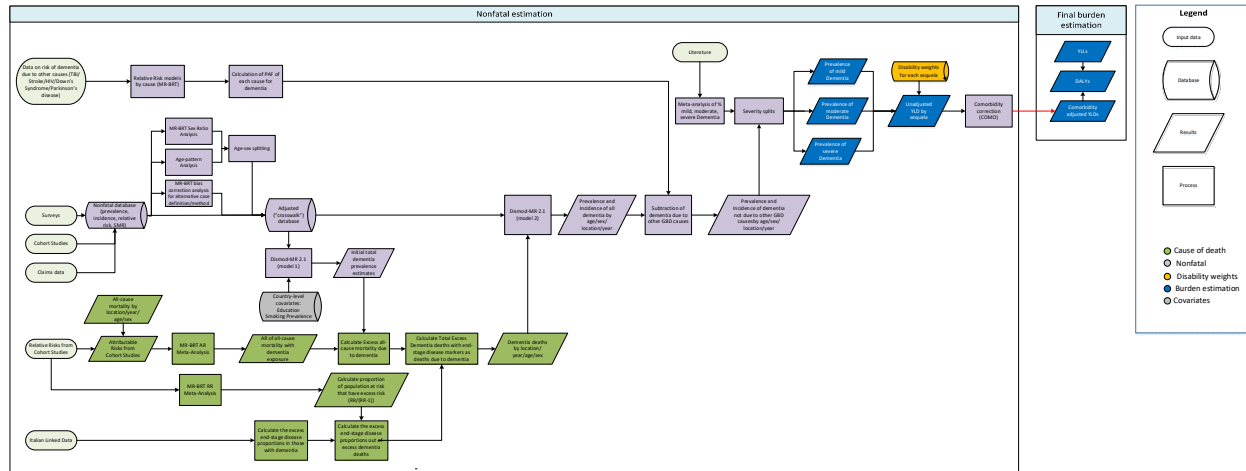 Nonfatal estimation
Final burden
estimation
Legend
Input data
Database
Results
Process
Cause of death
Nonfatal
Disability weights
Burden estimation
Covariates
Data on risk of dementia
due to other causes (TBI/
Stroke/HIV/Down's
Syndrome/Parkinson's
disease)
Relative Risk models
by cause (MR-BRT)
Calculation of PAF of
each cause for
dementia
Literature
Meta-analysis of %
mild, moderate,
severe Dementia
Severity splits
Prevalence
of mild
Dementia
Prevalence
of moderate
Dementia
Prevalence
of severe
Dementia
Disability weights
for each sequela
Unadjusted
YLD by
sequela
Comorbidity
correction
(COMO)
YLLs
DALYs
Comorbidity
adjusted YLDs
MR-BRT Sex Ratio
Analysis
Age-pattern
Analysis
MR-BRT bias
correction analysis
for alternative case
definition/method
Age-sex splitting
Surveys
Cohort Studies
Claims data
Nonfatal database
(prevalence,
incidence, relative
risk, SMR)
Adjusted
("crosswalk")
database
Dismod-MR 2.1
(model 1)
Initial total
dementia
prevalence
estimates
Country-level
covariates:
Education
Smoking Prevalence
Dismod-MR 2.1
(model 2)
Prevalence and
Incidence of all
dementia by
age/sex/
location/year
Subtraction of
dementia due to
other GBD causes
Prevalence and
Incidence of dementia
not due to other GBD
causes by age/sex/
location/year
All-cause
mortality by
location/year/
age/sex
Relative Risks from
Cohort Studies
Attributable
Risks from
Cohort Studies
MR-BRT AR
Meta-Analysis
AR of all-cause
mortality with
dementia
exposure
Calculate Excess all-
cause mortality due
to dementia
Calculate Total Excess
Dementia deaths with end-
stage disease markers as
deaths due to dementia
Dementia deaths
by location/
year/age/sex
MR-BRT RR
Meta-Analysis
Calculate proportion
of population at risk
that have excess risk
(RR/(RR-1))
Italian Linked Data
Calculate the excess
end-stage disease
proportions in those
with dementia
Calculate the excess
end-stage disease
proportions out of
excess dementia
deaths